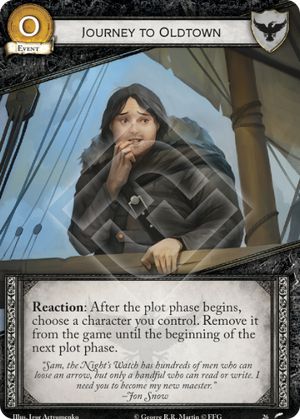 0
EVENT
JOURNEY TO OLDTOWN
Reaction: After the plot phase begins,
choose a character you control. Remove it
from the game until the beginning of the
next plot phase.
"Sam, the Night's Watch has hundreds of men who can
loose an arrow, but only a handful who can read or write. I
need you to become my new maester."
–Jon Snow
Illus. Igor Artyomenko
© George R.R. Martin © FFG
26